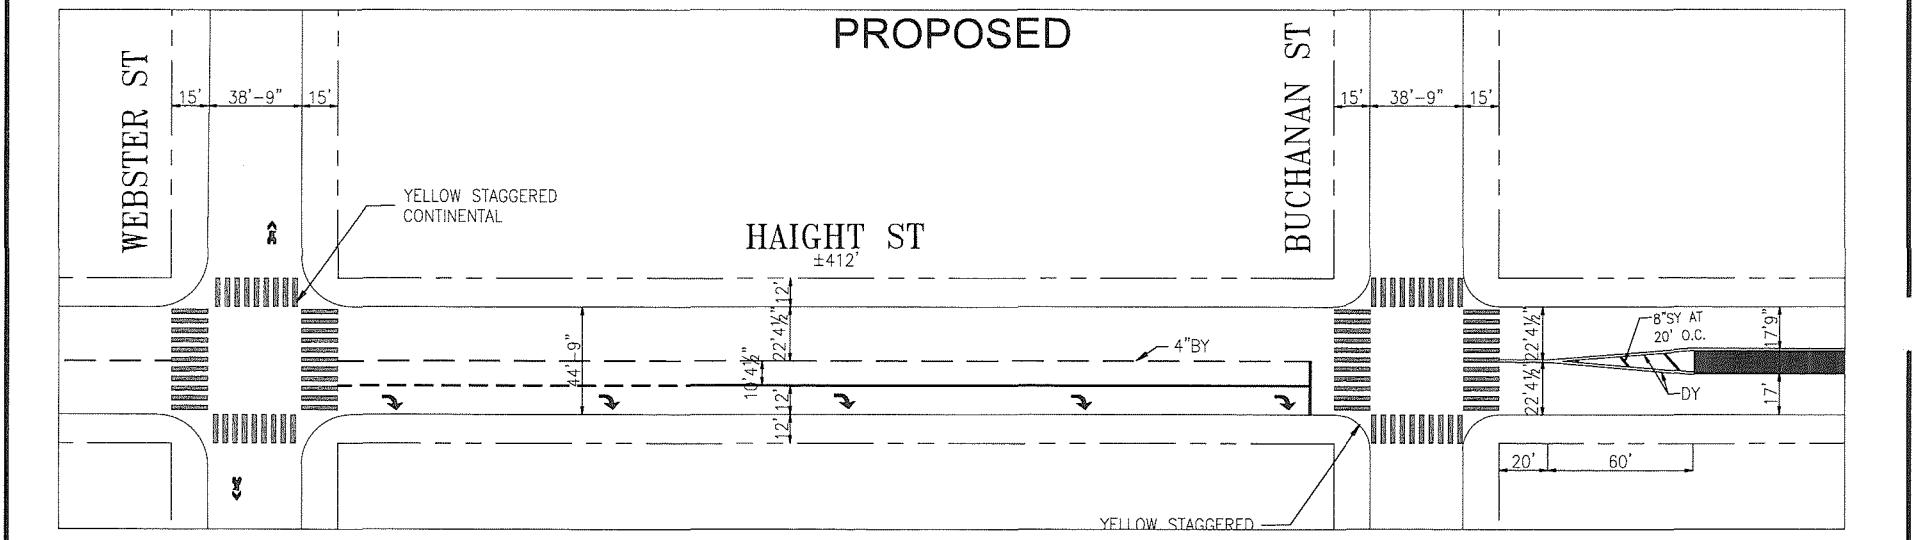 PROPOSED
WEBSTER ST
15' 38'-9" 15'
BUCHANAN ST
15' 38'-9" 15'
YELLOW STAGGERED
CONTINENTAL
HAIGHT ST
±412'
12'
22'4½"
44'-9"
10'4½"
12'
12'
4"BY
22'4½"
22'4½"
8"SY AT
20' O.C.
17'9"
DY
17'
20' 60'
YELLOW STAGGERED